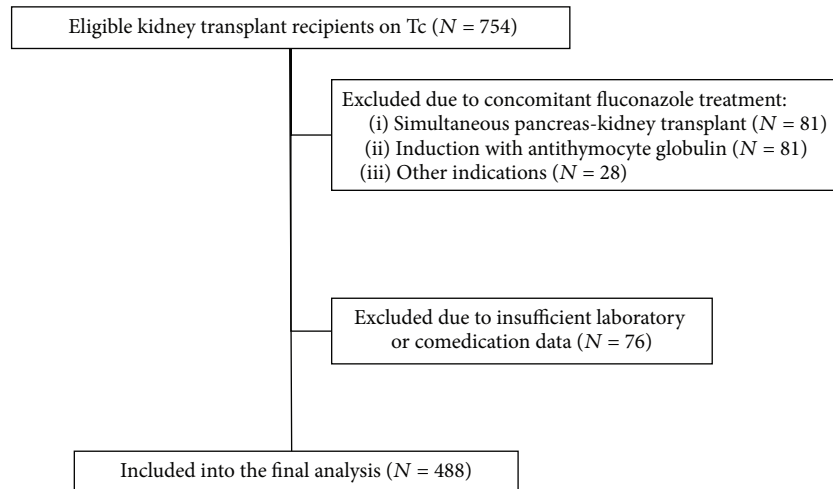 Eligible kidney transplant recipients on Tc (N = 754)
Excluded due to concomitant fluconazole treatment:
(i) Simultaneous pancreas-kidney transplant (N = 81)
(ii) Induction with antithymocyte globulin (N = 81)
(iii) Other indications (N = 28)
Excluded due to insufficient laboratory
or comedication data (N = 76)
Included into the final analysis (N = 488)